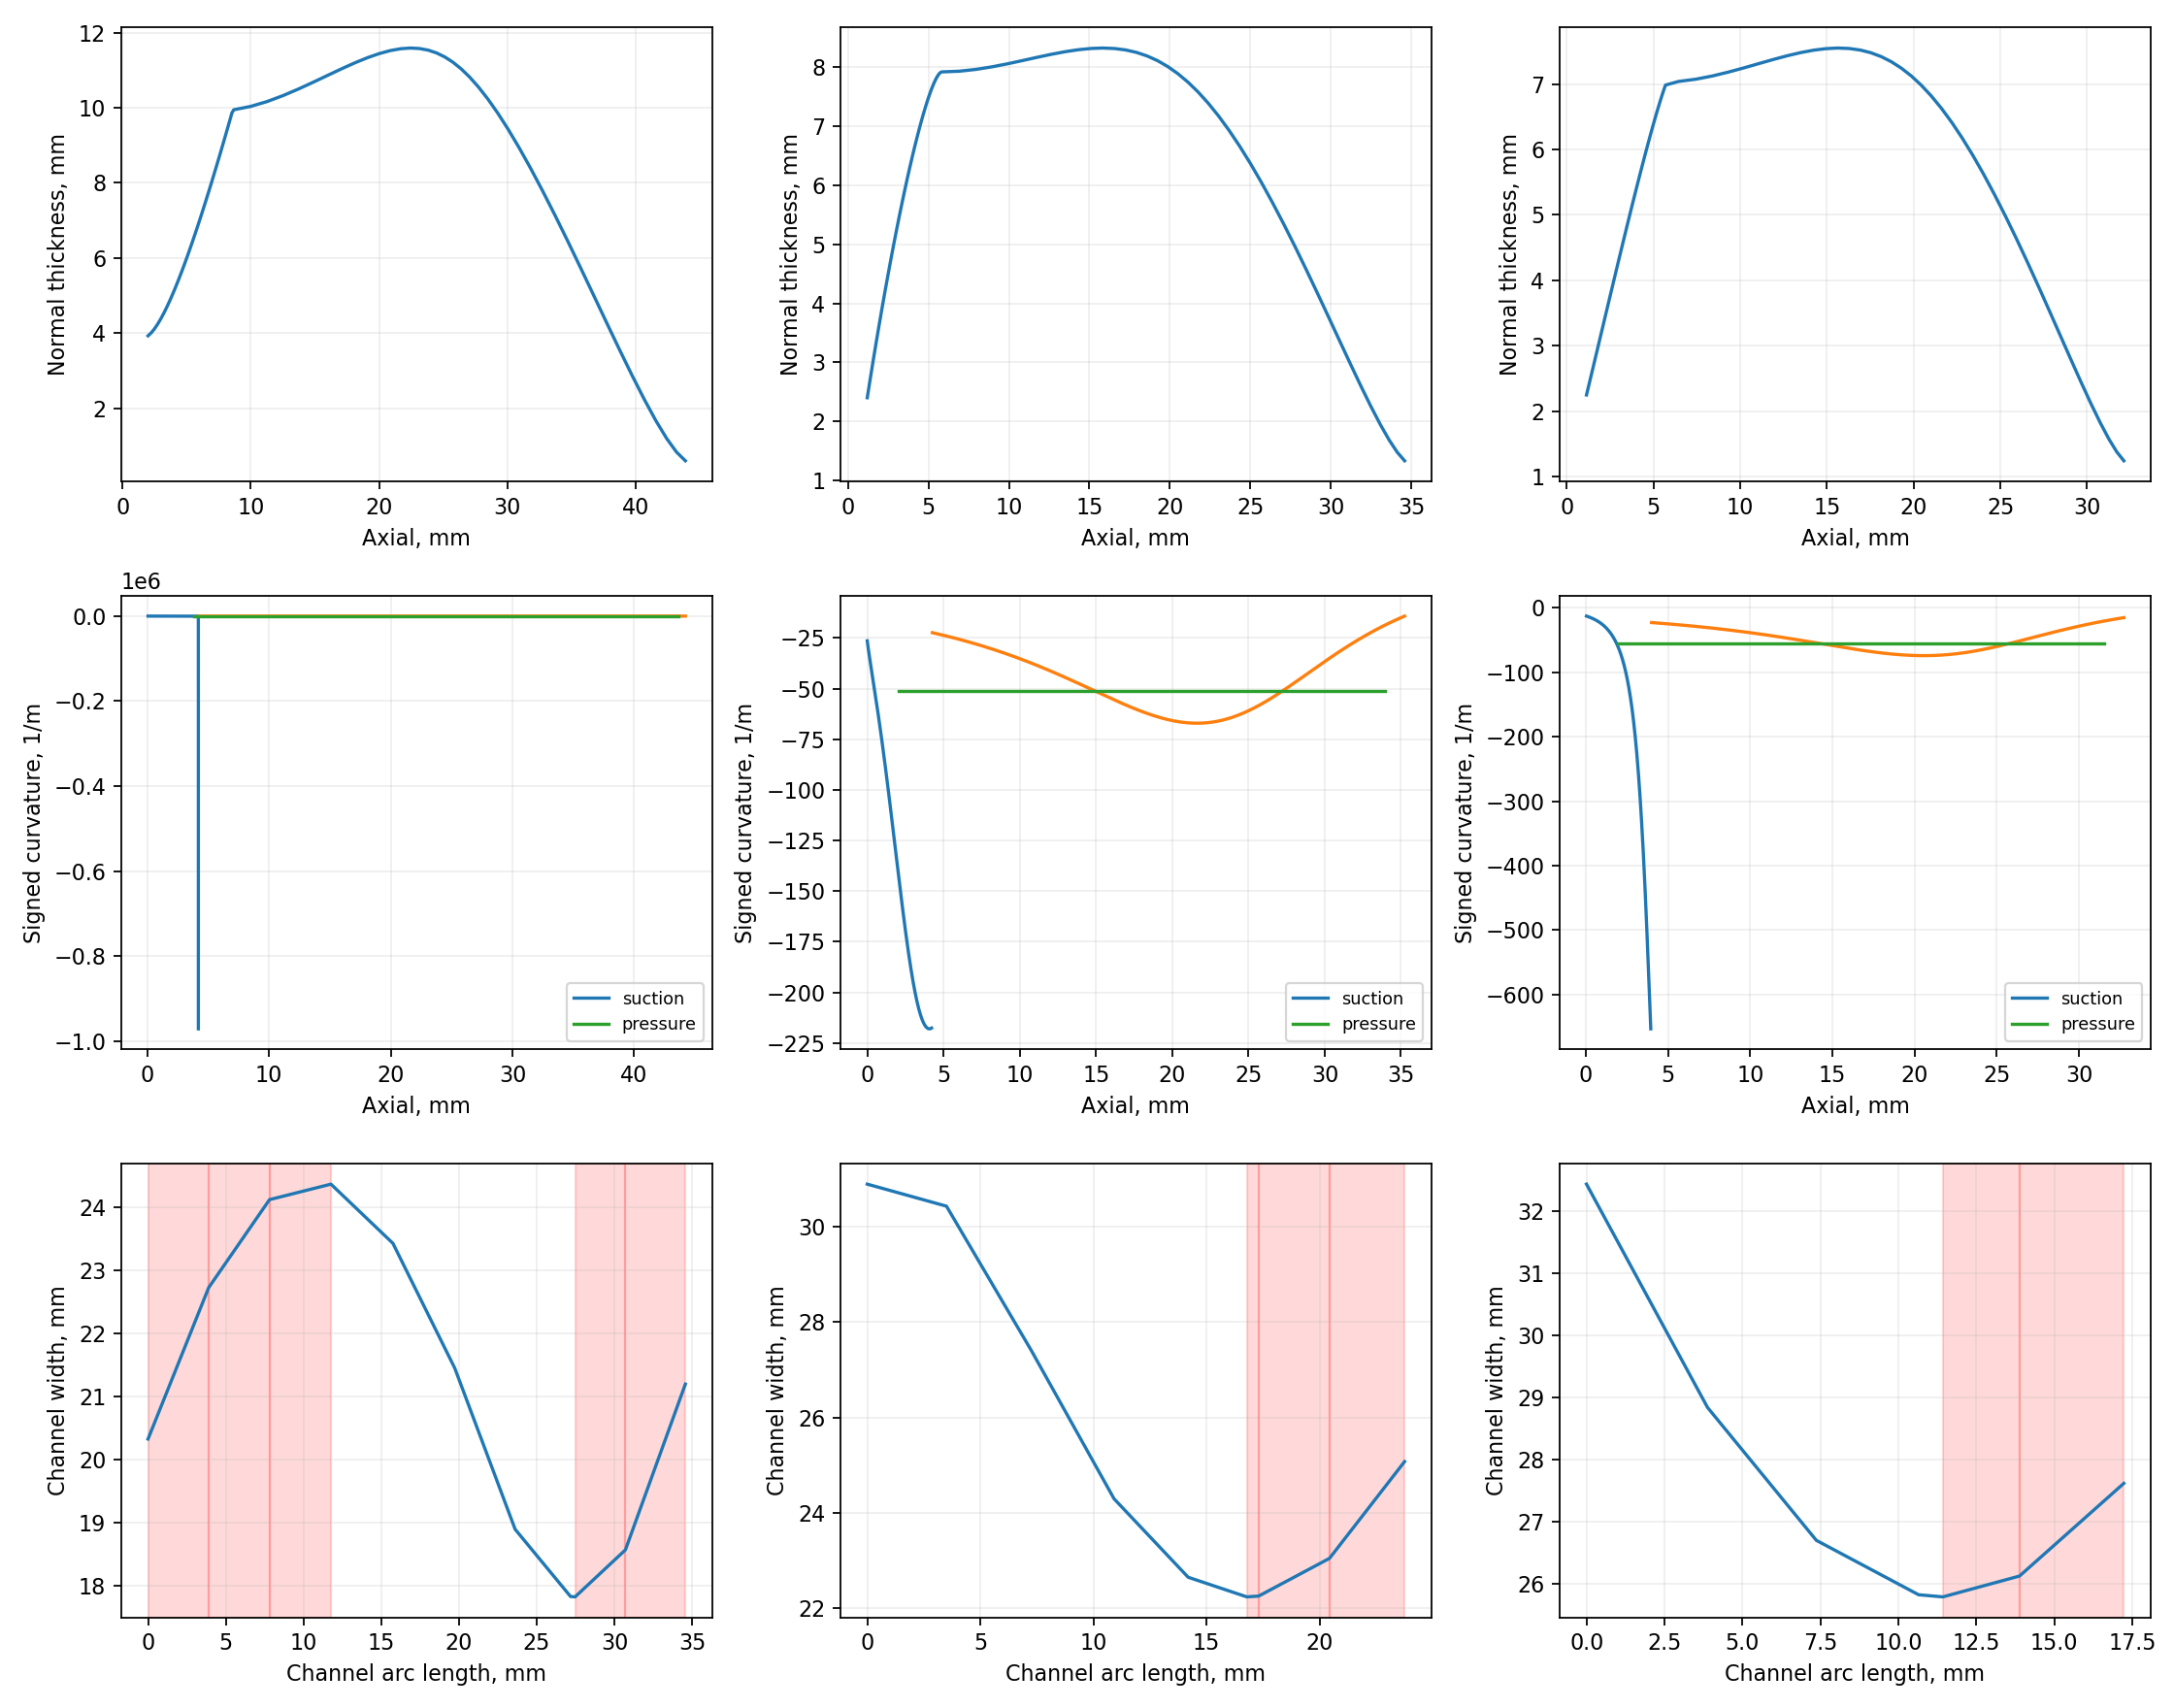 12
10
8
6
4
2
0 10 20 30 40
Normal thickness, mm
Axial, mm
8
7
6
5
4
3
2
1
0 5 10 15 20 25 30 35
Normal thickness, mm
Axial, mm
7
6
5
4
3
2
1
0 5 10 15 20 25 30
Normal thickness, mm
Axial, mm
1e6
0.0
−0.2
−0.4
−0.6
−0.8
−1.0
0 10 20 30 40
Signed curvature, 1/m
Axial, mm
suction
pressure
−25
−50
−75
−100
−125
−150
−175
−200
−225
0 5 10 15 20 25 30 35
Signed curvature, 1/m
Axial, mm
suction
pressure
0
−100
−200
−300
−400
−500
−600
0 5 10 15 20 25 30
Signed curvature, 1/m
Axial, mm
suction
pressure
24
23
22
21
20
19
18
0 5 10 15 20 25 30 35
Channel width, mm
Channel arc length, mm
30
28
26
24
22
0 5 10 15 20
Channel width, mm
Channel arc length, mm
32
31
30
29
28
27
26
0.0 2.5 5.0 7.5 10.0 12.5 15.0 17.5
Channel width, mm
Channel arc length, mm